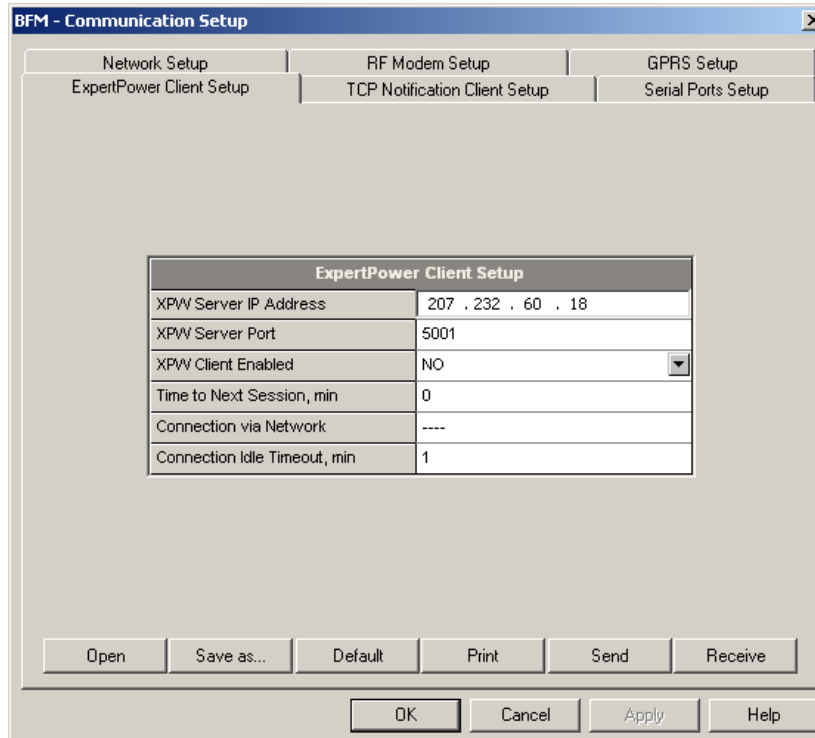 BFM - Communication Setup
Network Setup RF Modem Setup GPRS Setup
ExpertPower Client Setup TCP Notification Client Setup Serial Ports Setup
ExpertPower Client Setup
XPW Server IP Address 207 . 232 . 60 . 18
XPW Server Port 5001
XPW Client Enabled NO
Time to Next Session, min 0
Connection via Network ----
Connection Idle Timeout, min 1
Open Save as... Default Print Send Receive
OK Cancel Apply Help